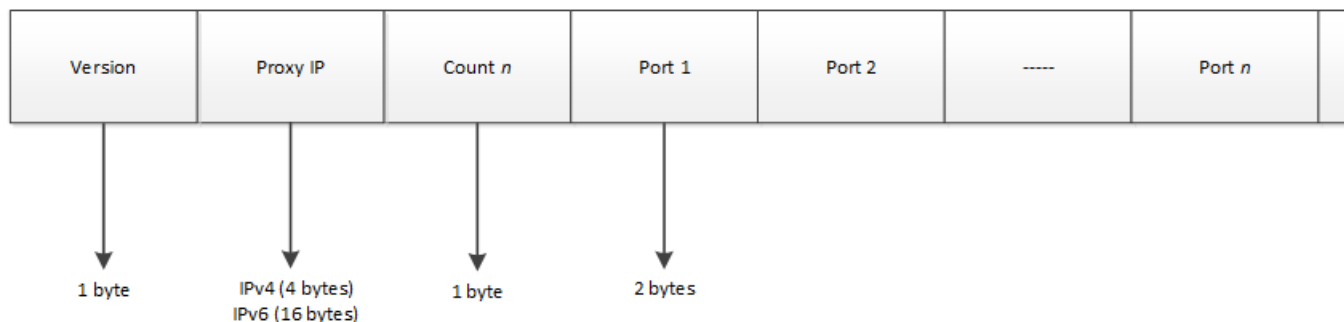 Version
Proxy IP
Count n
Port 1
Port 2
-----
Port n
1 byte
IPv4 (4 bytes)
IPv6 (16 bytes)
1 byte
2 bytes